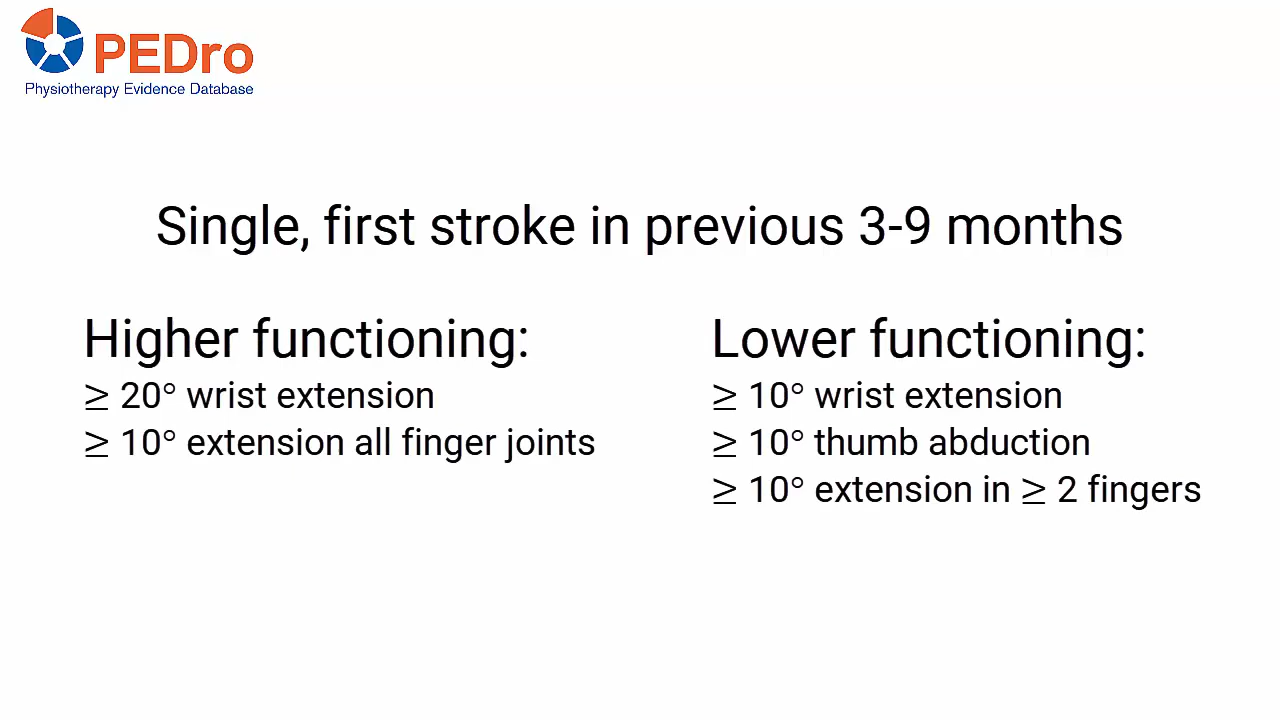 PEDro
Physiotherapy Evidence Database
Single, first stroke in previous 3-9 months
Higher functioning:
≥ 20° wrist extension
≥ 10° extension all finger joints
Lower functioning:
≥ 10° wrist extension
≥ 10° thumb abduction
≥ 10° extension in ≥ 2 fingers